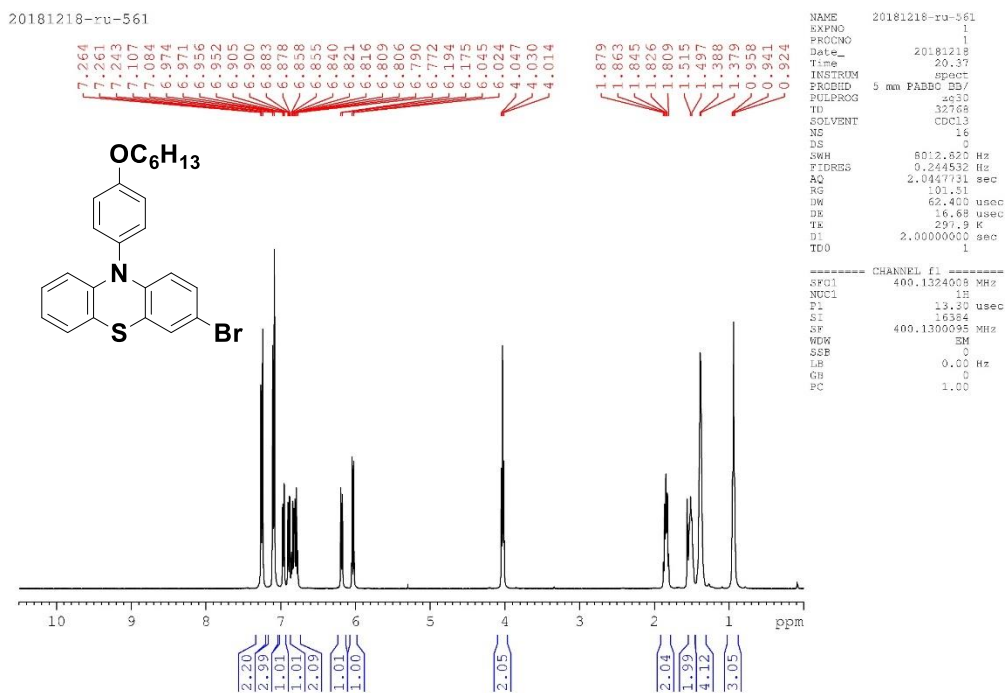 20181218-ru-561
7.264
7.261
7.243
7.107
7.084
6.974
6.971
6.956
6.952
6.905
6.900
6.883
6.878
6.858
6.855
6.840
6.821
6.816
6.809
6.806
6.790
6.772
6.194
6.175
6.045
6.024
4.047
4.030
4.014
1.879
1.863
1.845
1.826
1.809
1.515
1.497
1.388
1.379
0.958
0.941
0.924
NAME 20181218-ru-561
EXPNO 1
PROCNO 1
Date_ 20181218
Time 20.37
INSTRUM spect
PROBHD 5 mm PABBO BB/
PULPROG zg30
TD 32768
SOLVENT CDCl3
NS 16
DS 0
SWH 8012.820 Hz
FIDRES 0.244532 Hz
AQ 2.0447731 sec
RG 101.51
DW 62.400 usec
DE 16.68 usec
TE 297.9 K
D1 2.00000000 sec
TD0 1
======== CHANNEL f1 ========
SFO1 400.1324008 MHz
NUC1 1H
P1 13.30 usec
SI 16384
SF 400.1300095 MHz
WDW EM
SSB 0
LB 0.00 Hz
GB 0
PC 1.00
OC6H13
N
S
Br
10 9 8 7 6 5 4 3 2 1 ppm
2.20
2.99
1.01
1.01
2.09
1.01
1.00
2.05
2.04
1.99
4.12
3.05